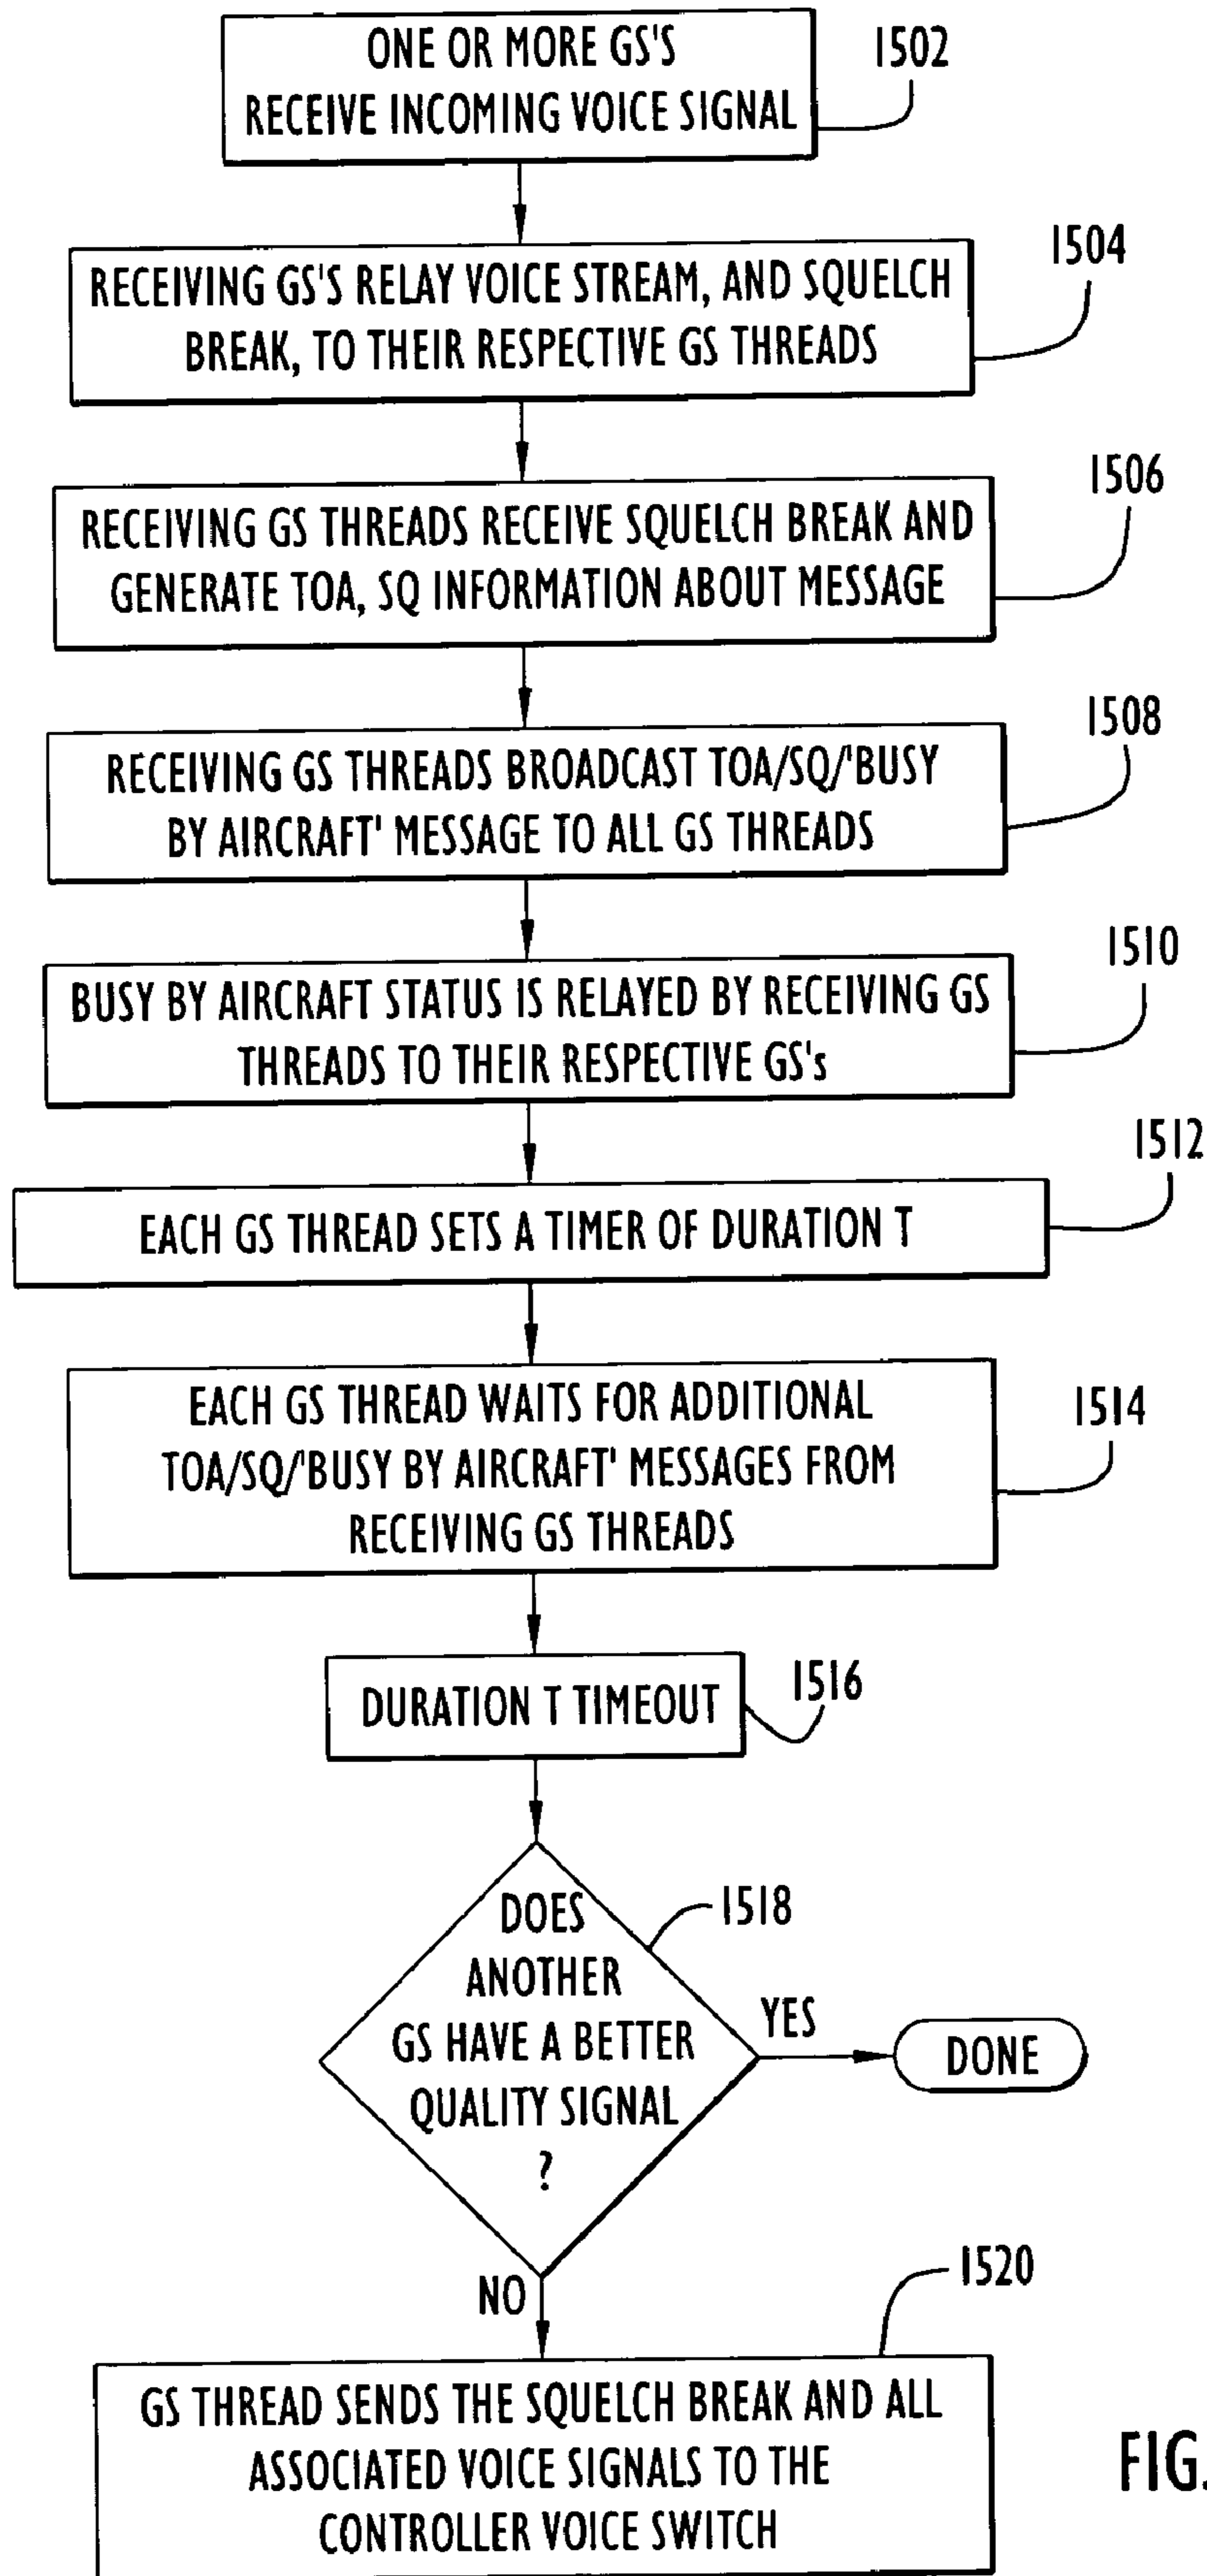 ONE OR MORE GS'S
RECEIVE INCOMING VOICE SIGNAL
1502
RECEIVING GS'S RELAY VOICE STREAM, AND SQUELCH
BREAK, TO THEIR RESPECTIVE GS THREADS
1504
RECEIVING GS THREADS RECEIVE SQUELCH BREAK AND
GENERATE TOA, SQ INFORMATION ABOUT MESSAGE
1506
RECEIVING GS THREADS BROADCAST TOA/SQ/'BUSY
BY AIRCRAFT' MESSAGE TO ALL GS THREADS
1508
BUSY BY AIRCRAFT STATUS IS RELAYED BY RECEIVING GS
THREADS TO THEIR RESPECTIVE GS's
1510
EACH GS THREAD SETS A TIMER OF DURATION T
1512
EACH GS THREAD WAITS FOR ADDITIONAL
TOA/SQ/'BUSY BY AIRCRAFT' MESSAGES FROM
RECEIVING GS THREADS
1514
DURATION T TIMEOUT
1516
DOES
ANOTHER
GS HAVE A BETTER
QUALITY SIGNAL
?
1518
YES
DONE
NO
1520
GS THREAD SENDS THE SQUELCH BREAK AND ALL
ASSOCIATED VOICE SIGNALS TO THE
CONTROLLER VOICE SWITCH
FIG.